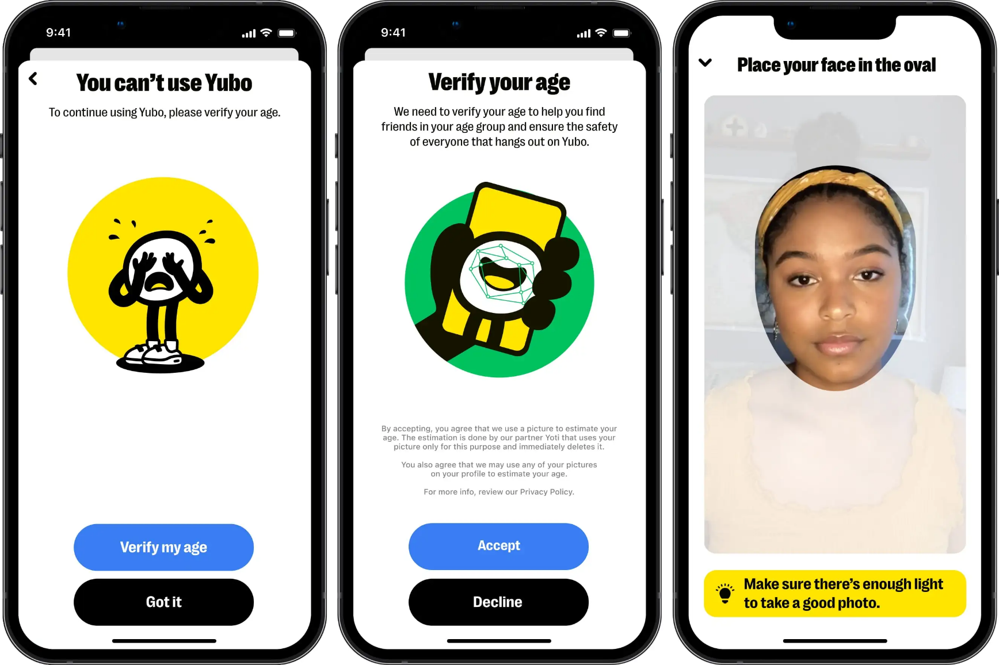 9:41
You can’t use Yubo
To continue using Yubo, please verify your age.
Verify my age
Got it
9:41
Verify your age
We need to verify your age to help you find
friends in your age group and ensure the safety
of everyone that hangs out on Yubo.
By accepting, you agree that we use a picture to estimate your
age. The estimation is done by our partner Yoti that uses your
picture only for this purpose and immediately deletes it.
You also agree that we may use any of your pictures
on your profile to estimate your age.
For more info, review our Privacy Policy.
Accept
Decline
Place your face in the oval
Make sure there’s enough light
to take a good photo.